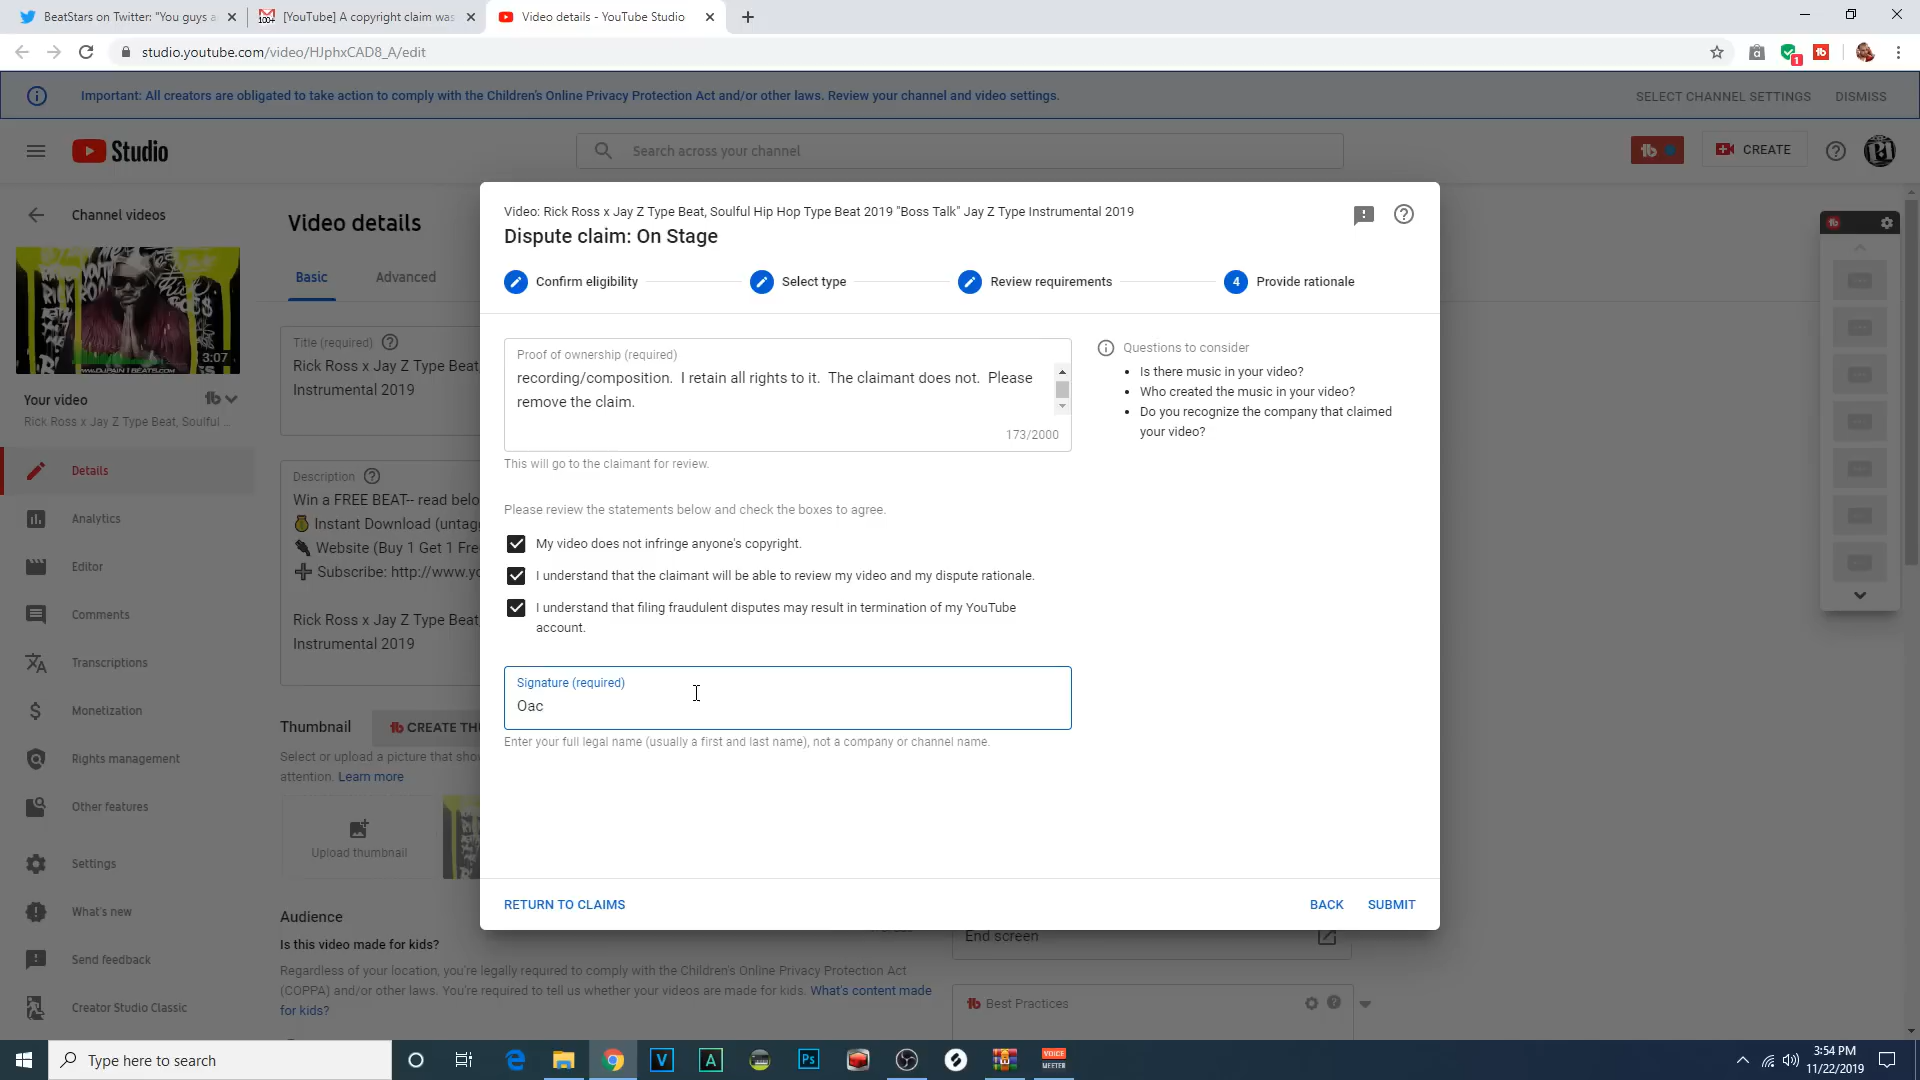 BeatStars on Twitter: "You guys a
[YouTube] A copyright claim was
Video details - YouTube Studio
studio.youtube.com/video/HJphxCAD8_A/edit
Important: All creators are obligated to take action to comply with the Children's Online Privacy Protection Act and/or other laws. Review your channel and video settings.
SELECT CHANNEL SETTINGS
DISMISS
Studio
Search across your channel
CREATE
Channel videos
3:07
Your video
Rick Ross x Jay Z Type Beat, Soulful ...
Details
Analytics
Editor
Comments
Transcriptions
Monetization
Rights management
Other features
Settings
What's new
Send feedback
Creator Studio Classic
Video details
Basic
Advanced
Title (required)
Rick Ross x Jay Z Type Beat
Instrumental 2019
Description
Win a FREE BEAT-- read belo
Instant Download (untagg
Website (Buy 1 Get 1 Fre
Subscribe: http://www.yo
Rick Ross x Jay Z Type Beat
Instrumental 2019
Thumbnail
CREATE THU
Select or upload a picture that sho
attention. Learn more
Upload thumbnail
Audience
Is this video made for kids?
Regardless of your location, you're legally required to comply with the Children's Online Privacy Protection Act
(COPPA) and/or other laws. You're required to tell us whether your videos are made for kids. What's content made
for kids?
Video: Rick Ross x Jay Z Type Beat, Soulful Hip Hop Type Beat 2019 "Boss Talk" Jay Z Type Instrumental 2019
Dispute claim: On Stage
Confirm eligibility
Select type
Review requirements
4 Provide rationale
Proof of ownership (required)
recording/composition. I retain all rights to it. The claimant does not. Please
remove the claim.
173/2000
This will go to the claimant for review.
Questions to consider
• Is there music in your video?
• Who created the music in your video?
• Do you recognize the company that claimed
your video?
Please review the statements below and check the boxes to agree.
My video does not infringe anyone's copyright.
I understand that the claimant will be able to review my video and my dispute rationale.
I understand that filing fraudulent disputes may result in termination of my YouTube
account.
Signature (required)
Oac
Enter your full legal name (usually a first and last name), not a company or channel name.
RETURN TO CLAIMS
BACK
SUBMIT
End screen
Best Practices
Type here to search
3:54 PM
11/22/2019